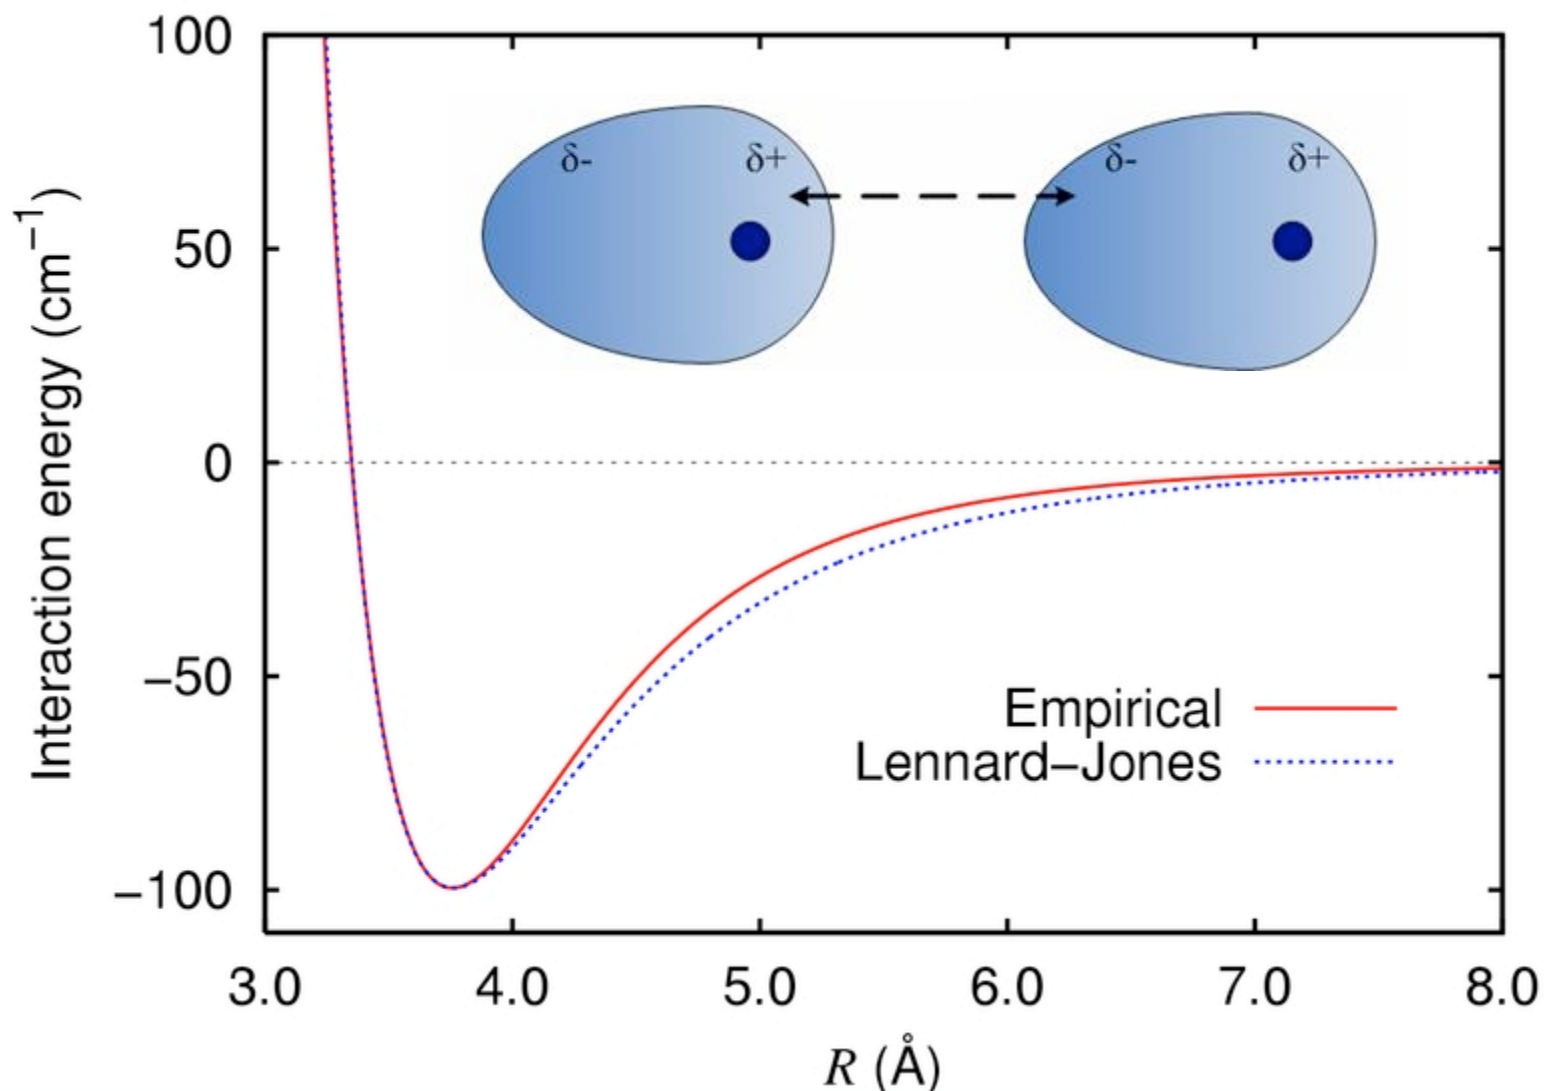 Interaction energy (cm⁻¹)
100
50
0
−50
−100
δ- δ+ δ- δ+
Empirical
Lennard−Jones
3.0 4.0 5.0 6.0 7.0 8.0
R (Å)